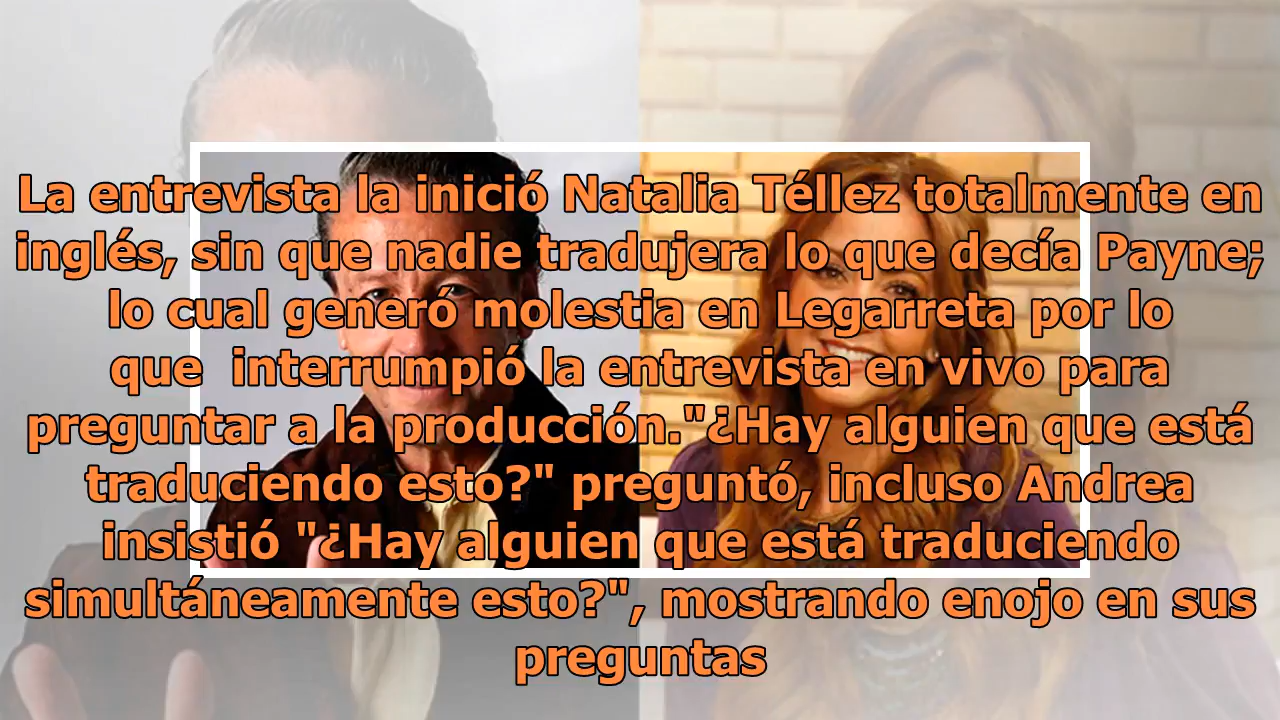 La entrevista la inició Natalia Téllez totalmente en
inglés, sin que nadie tradujera lo que decía Payne;
lo cual generó molestia en Legarreta por lo
que  interrumpió la entrevista en vivo para
preguntar a la producción."¿Hay alguien que está
traduciendo esto?" preguntó, incluso Andrea
insistió "¿Hay alguien que está traduciendo
simultáneamente esto?", mostrando enojo en sus
preguntas